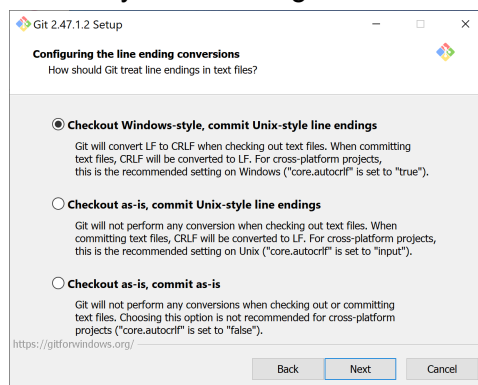 Git 2.47.1.2 Setup
Configuring the line ending conversions
How should Git treat line endings in text files?
Checkout Windows-style, commit Unix-style line endings
Git will convert LF to CRLF when checking out text files. When committing
text files, CRLF will be converted to LF. For cross-platform projects,
this is the recommended setting on Windows ("core.autocrlf" is set to "true").
Checkout as-is, commit Unix-style line endings
Git will not perform any conversion when checking out text files. When
committing text files, CRLF will be converted to LF. For cross-platform projects,
this is the recommended setting on Unix ("core.autocrlf" is set to "input").
Checkout as-is, commit as-is
Git will not perform any conversions when checking out or committing
text files. Choosing this option is not recommended for cross-platform
projects ("core.autocrlf" is set to "false").
https://gitforwindows.org/
Back Next Cancel